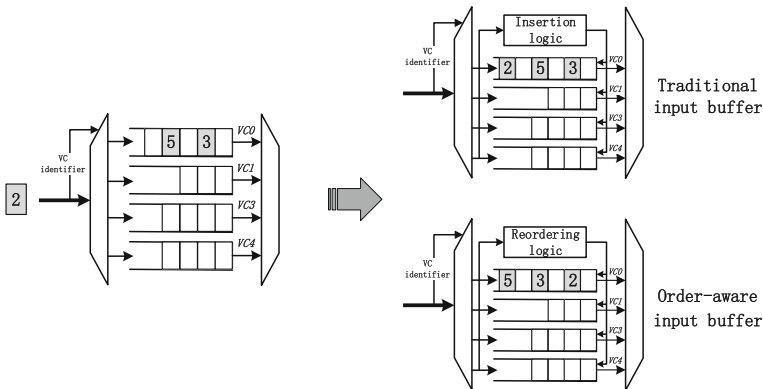 2
VC
identifier
5 3
VC0
VC1
VC3
VC4
Insertion
logic
VC
identifier
2 5 3
VC0
VC1
VC3
VC4
Traditional
input buffer
Reordering
logic
VC
identifier
5 3 2
VC0
VC1
VC3
VC4
Order-aware
input buffer